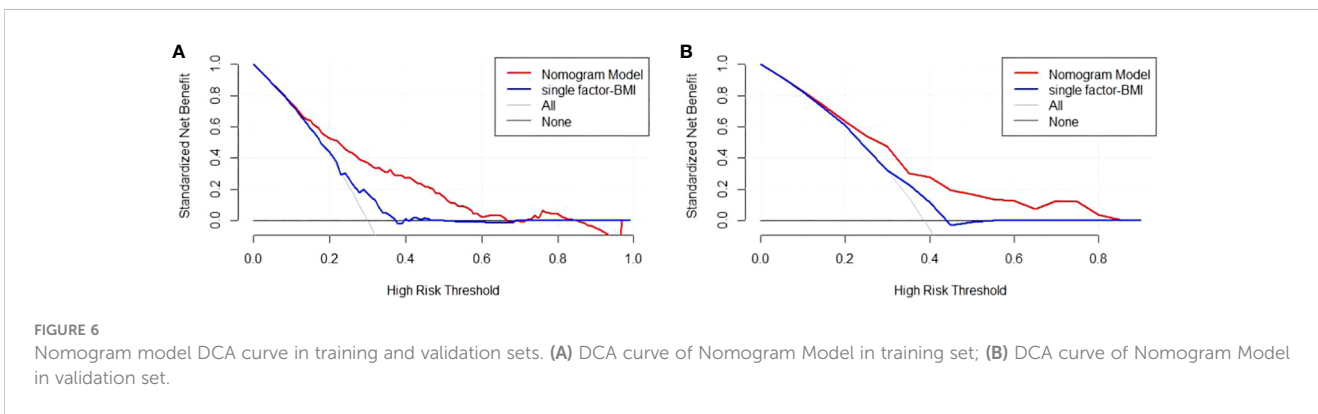 A
Standardized Net Benefit
1.0
0.8
0.6
0.4
0.2
0.0
Nomogram Model
single factor-BMI
All
None
0.0 0.2 0.4 0.6 0.8 1.0
High Risk Threshold
B
Standardized Net Benefit
1.0
0.8
0.6
0.4
0.2
0.0
Nomogram Model
single factor-BMI
All
None
0.0 0.2 0.4 0.6 0.8
High Risk Threshold
FIGURE 6
Nomogram model DCA curve in training and validation sets. (A) DCA curve of Nomogram Model in training set; (B) DCA curve of Nomogram Model
in validation set.